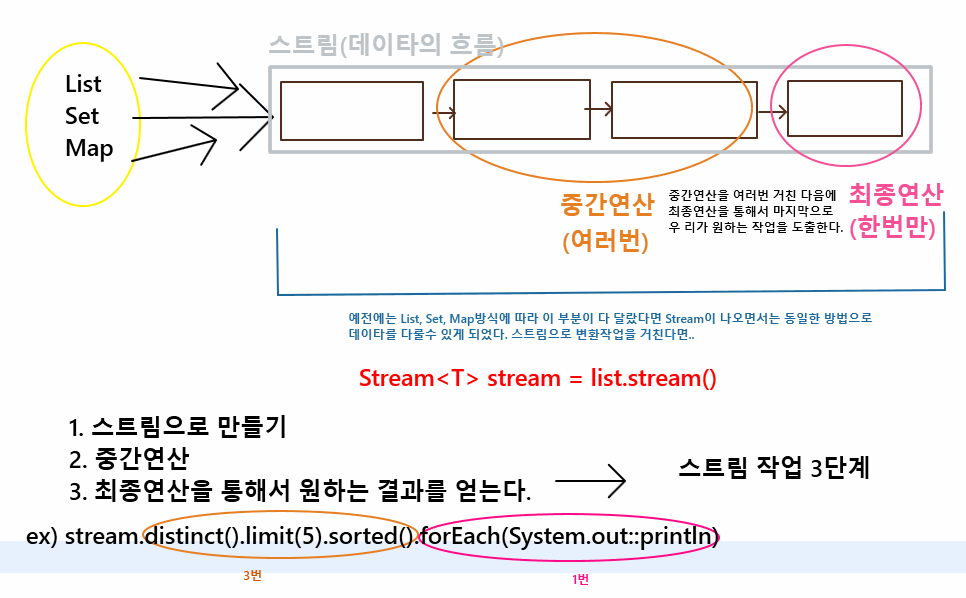 스트림(데이타의 흐름)
List
Set
Map
중간연산
(여러번)
중간연산을 여러번 거친 다음에
최종연산을 통해서 마지막으로
우 리가 원하는 작업을 도출한다.
최종연산
(한번만)
예전에는 List, Set, Map방식에 따라 이 부분이 다 달랐다면 Stream이 나오면서는 동일한 방법으로
데이타를 다룰수 있게 되었다. 스트림으로 변환작업을 거친다면..
Stream<T> stream = list.stream()
1. 스트림으로 만들기
2. 중간연산
3. 최종연산을 통해서 원하는 결과를 얻는다.
스트림 작업 3단계
ex) stream.distinct().limit(5).sorted().forEach(System.out::println)
3번
1번